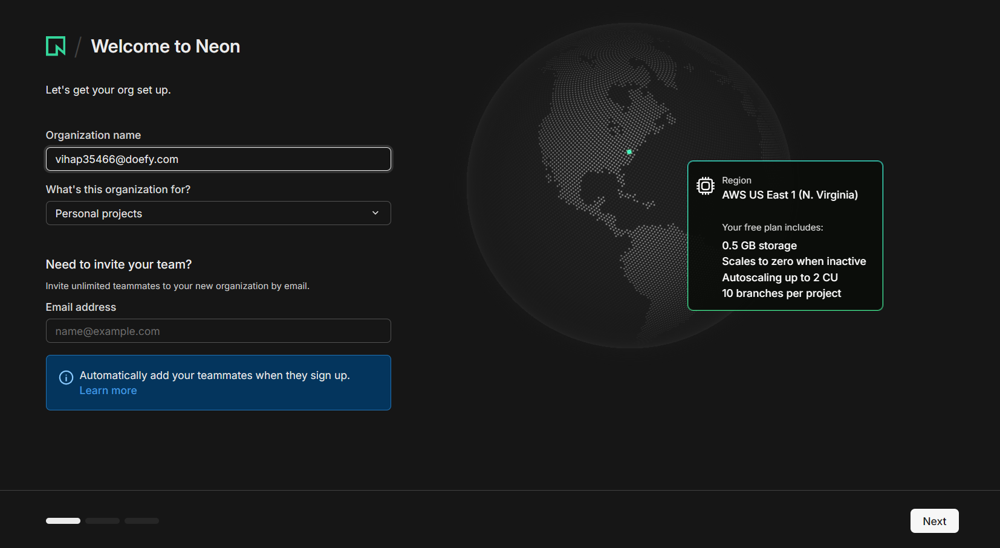 Welcome to Neon
Let's get your org set up.
Organization name
vihap35466@doefy.com
What's this organization for?
Personal projects
Need to invite your team?
Invite unlimited teammates to your new organization by email.
Email address
name@example.com
Automatically add your teammates when they sign up.
Learn more
Region
AWS US East 1 (N. Virginia)
Your free plan includes:
0.5 GB storage
Scales to zero when inactive
Autoscaling up to 2 CU
10 branches per project
Next